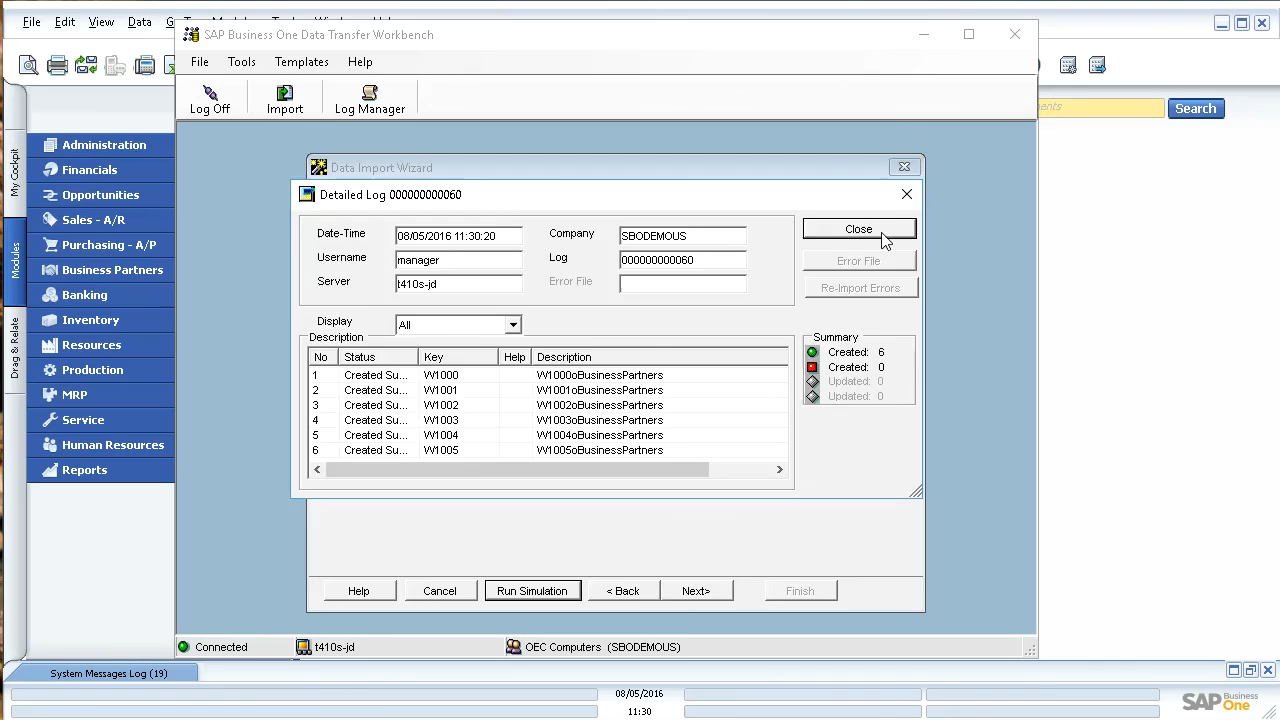 File Edit View Data
SAP Business One Data Transfer Workbench
File Tools Templates Help
Log Off Import Log Manager
Search
My Cockpit
Modules
Drag & Relate
Administration
Financials
Opportunities
Sales - A/R
Purchasing - A/P
Business Partners
Banking
Inventory
Resources
Production
MRP
Service
Human Resources
Reports
Data Import Wizard
Detailed Log 000000000060
Date-Time 08/05/2016 11:30:20 Company SBODEMOUS
Username manager Log 000000000060
Server t410s-jd Error File
Close
Error File
Re-Import Errors
Display All
Description
No Status Key Help Description
1 Created Su... W1000 W1000oBusinessPartners
2 Created Su... W1001 W1001oBusinessPartners
3 Created Su... W1002 W1002oBusinessPartners
4 Created Su... W1003 W1003oBusinessPartners
5 Created Su... W1004 W1004oBusinessPartners
6 Created Su... W1005 W1005oBusinessPartners
Summary
Created: 6
Created: 0
Updated: 0
Updated: 0
Help Cancel Run Simulation < Back Next> Finish
Connected t410s-jd OEC Computers (SBODEMOUS)
System Messages Log (19)
08/05/2016
11:30
SAP Business One